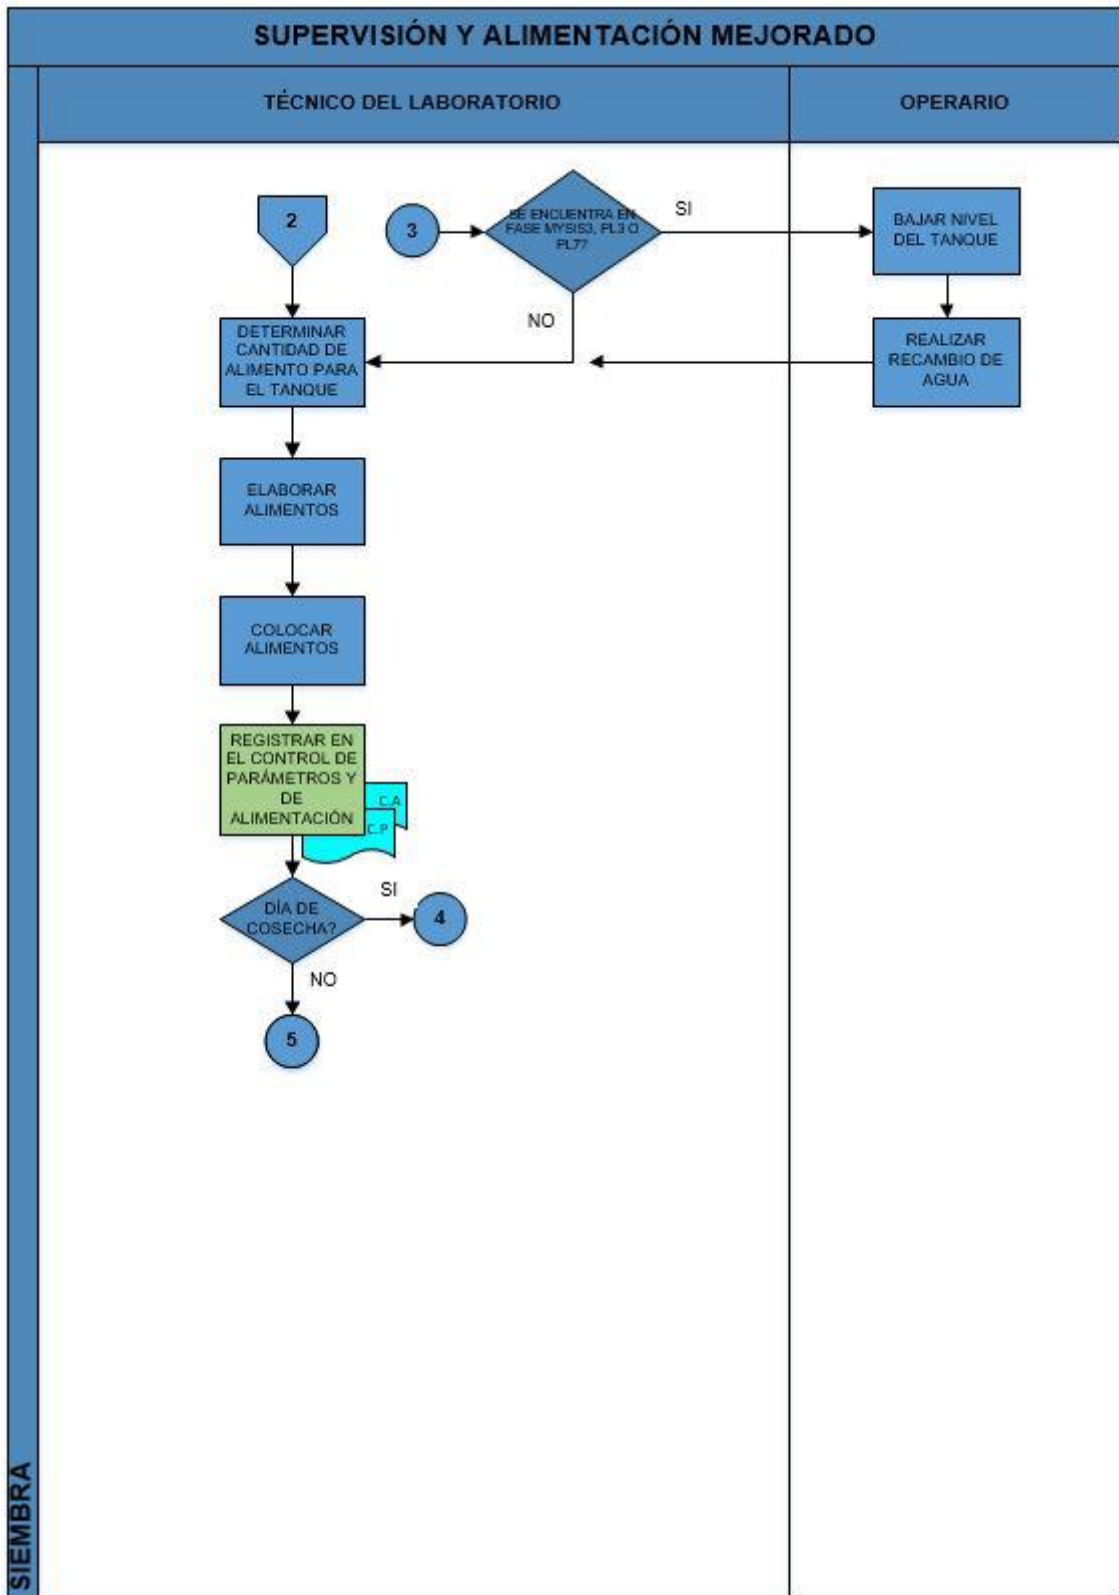 SUPERVISIÓN Y ALIMENTACIÓN MEJORADO
TÉCNICO DEL LABORATORIO
OPERARIO
2
3
SE ENCUENTRA EN
FASE MYSIS3, PL3 O
PL7?
SI
NO
BAJAR NIVEL
DEL TANQUE
REALIZAR
RECAMBIO DE
AGUA
DETERMINAR
CANTIDAD DE
ALIMENTO PARA
EL TANQUE
ELABORAR
ALIMENTOS
COLOCAR
ALIMENTOS
REGISTRAR EN
EL CONTROL DE
PARÁMETROS Y
DE
ALIMENTACIÓN
C.A
C.P
DÍA DE
COSECHA?
SI
4
NO
5
SIEMBRA